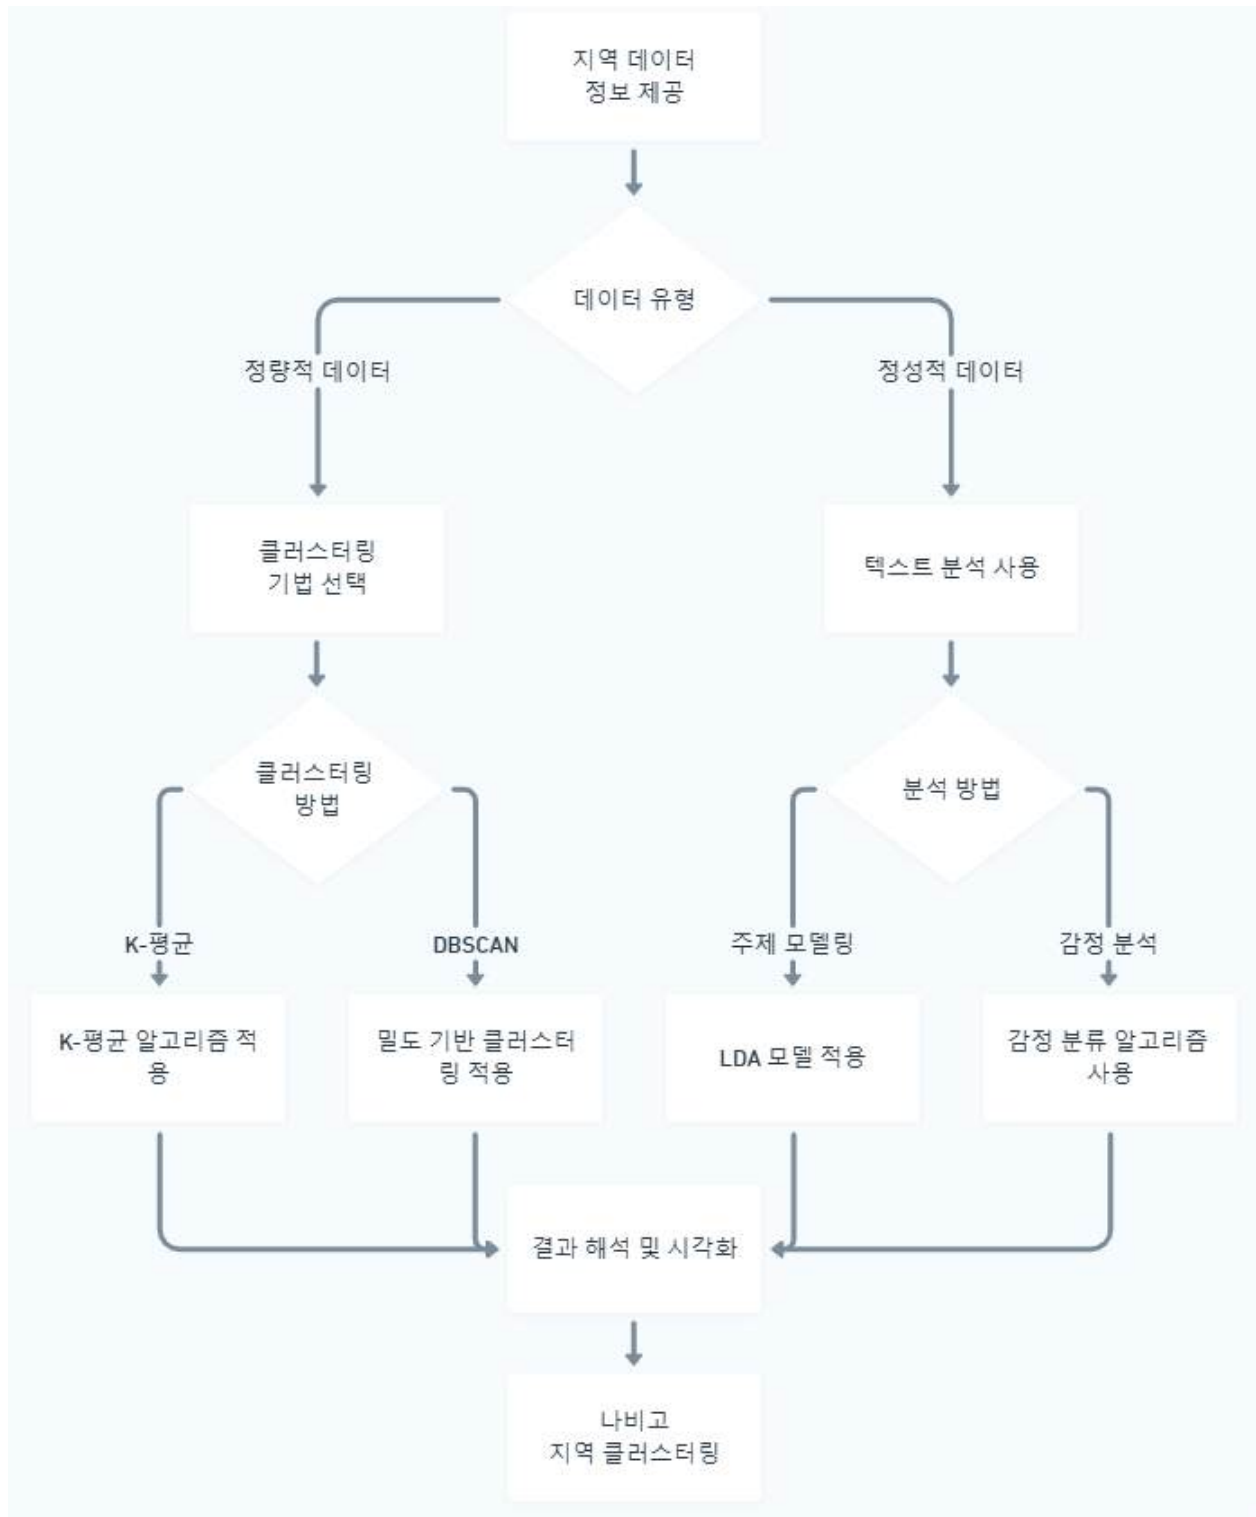 지역 데이터
정보 제공
데이터 유형
정량적 데이터
정성적 데이터
클러스터링
기법 선택
텍스트 분석 사용
클러스터링
방법
분석 방법
K-평균
DBSCAN
주제 모델링
감정 분석
K-평균 알고리즘 적
용
밀도 기반 클러스터
링 적용
LDA 모델 적용
감정 분류 알고리즘
사용
결과 해석 및 시각화
나비고
지역 클러스터링